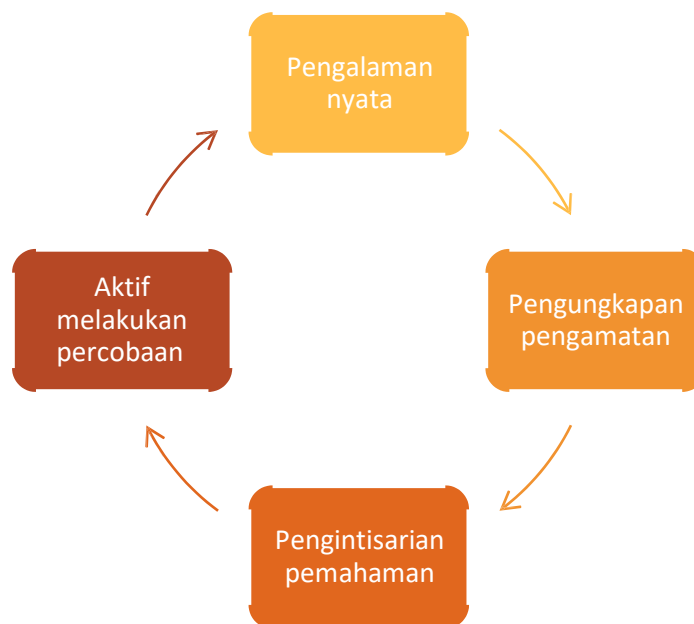 Pengalaman
nyata
Pengungkapan
pengamatan
Pengintisarian
pemahaman
Aktif
melakukan
percobaan